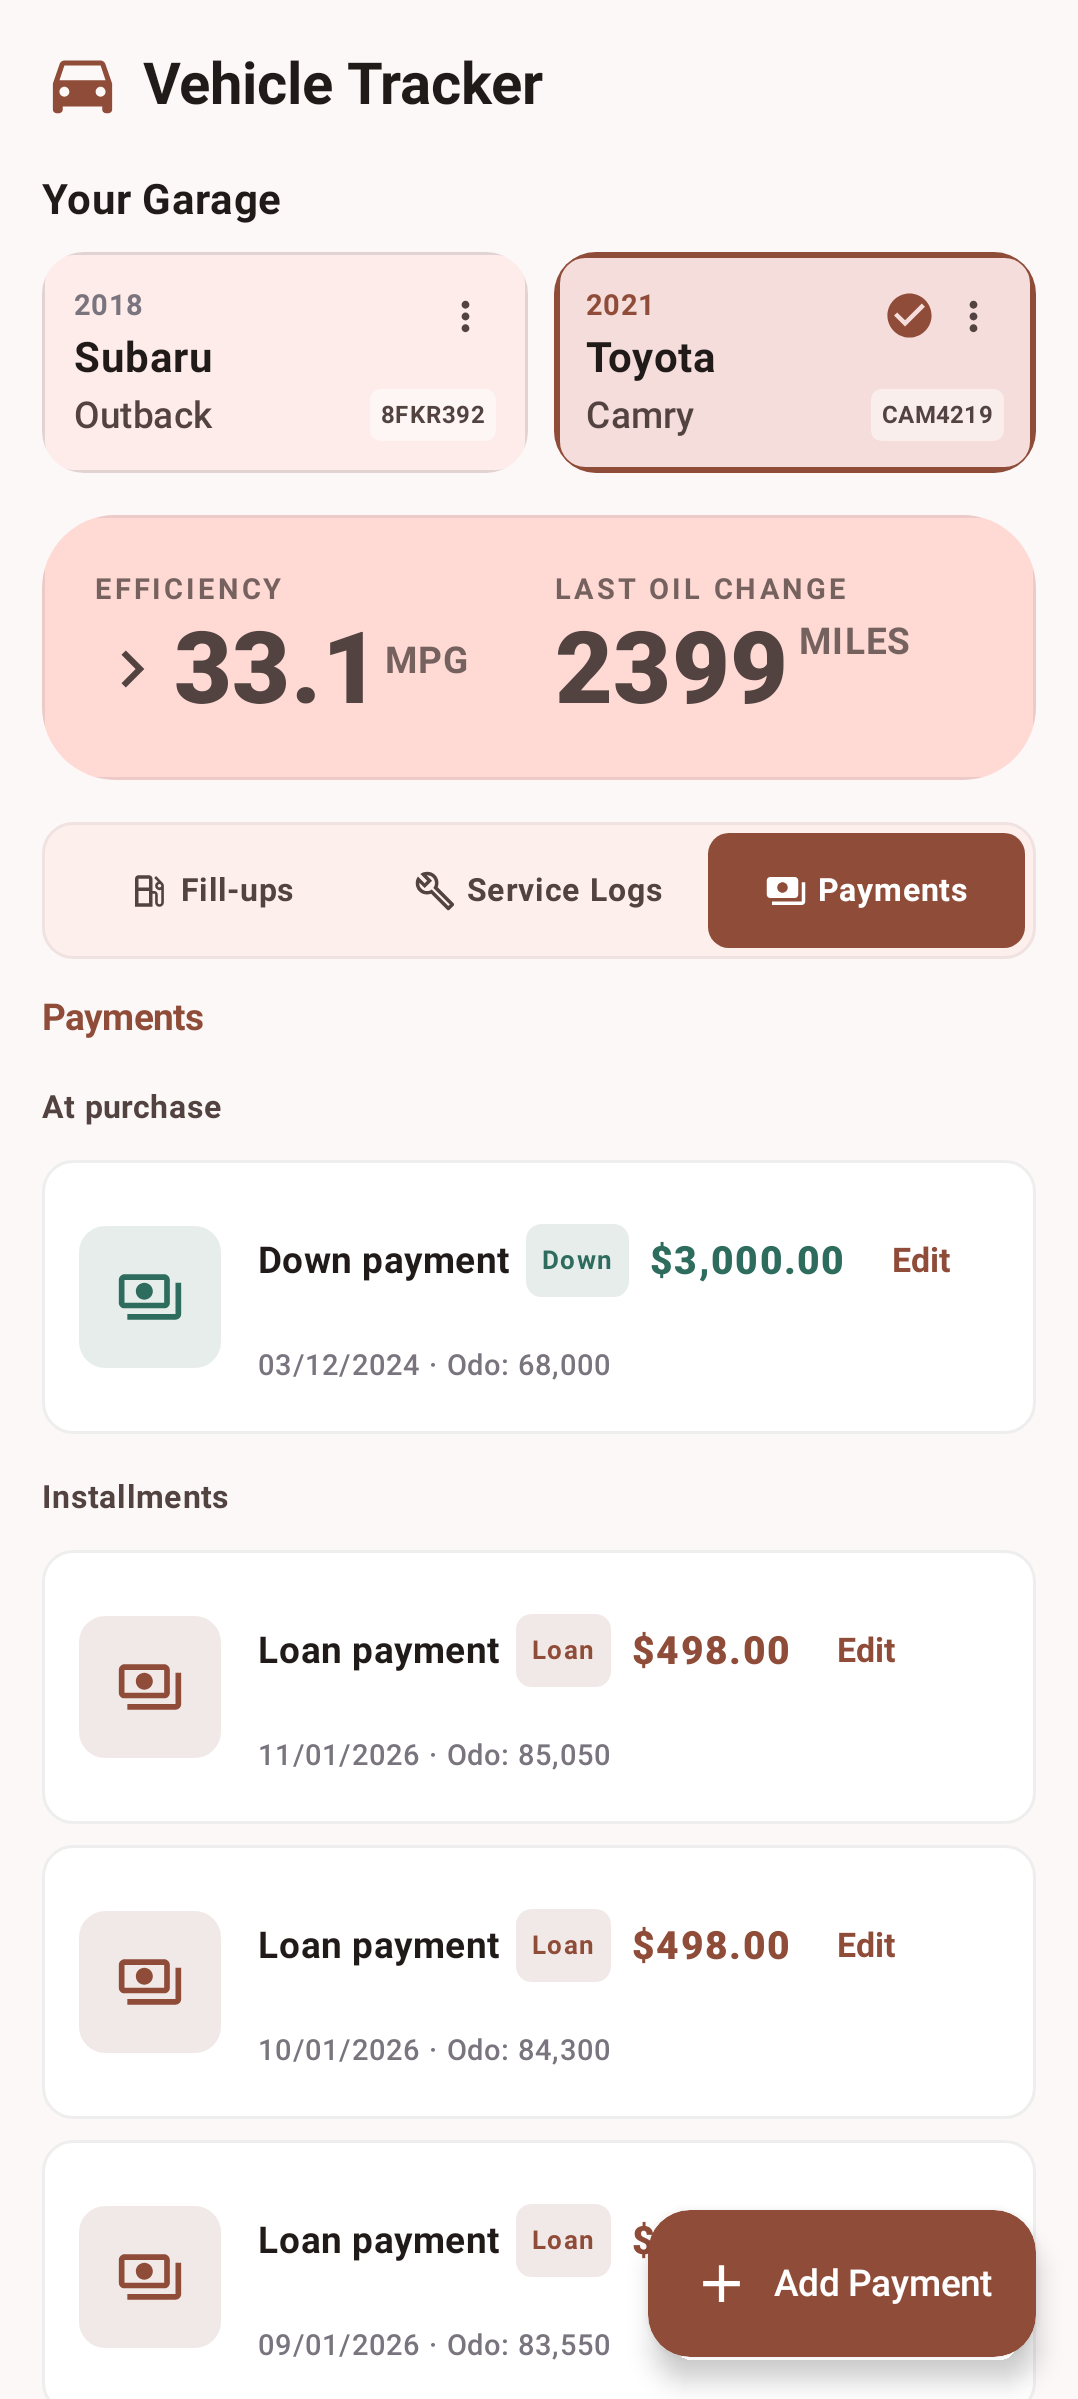 Vehicle Tracker
Your Garage
2018
Subaru
Outback
8FKR392
2021
Toyota
Camry
CAM4219
EFFICIENCY
33.1 MPG
LAST OIL CHANGE
2399 MILES
Fill-ups
Service Logs
Payments
Payments
At purchase
Down payment Down $3,000.00 Edit
03/12/2024 · Odo: 68,000
Installments
Loan payment Loan $498.00 Edit
11/01/2026 · Odo: 85,050
Loan payment Loan $498.00 Edit
10/01/2026 · Odo: 84,300
Loan payment Loan $
09/01/2026 · Odo: 83,550
Add Payment